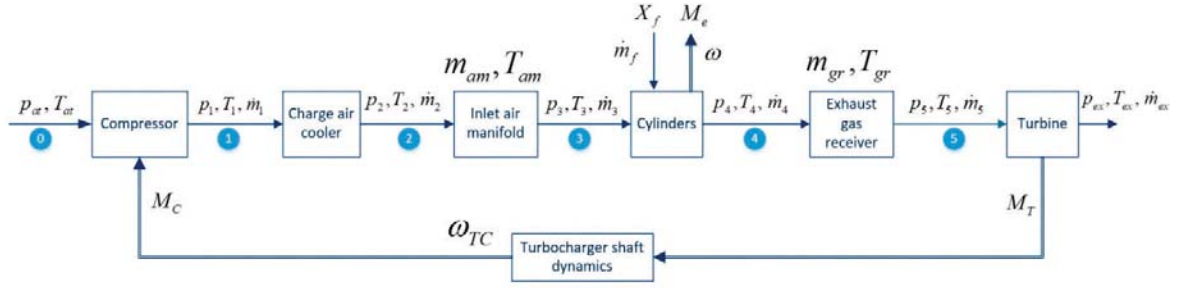 X_f M_e
ṁ_f ω
m_am, T_am
m_gr, T_gr
p_at, T_at
p_1, T_1, ṁ_1
p_2, T_2, ṁ_2
p_3, T_3, ṁ_3
p_4, T_4, ṁ_4
p_5, T_5, ṁ_5
p_ex, T_ex, ṁ_ex
Compressor
Charge air
cooler
Inlet air
manifold
Cylinders
Exhaust
gas
receiver
Turbine
0
1
2
3
4
5
M_C
ω_TC
M_T
Turbocharger shaft
dynamics